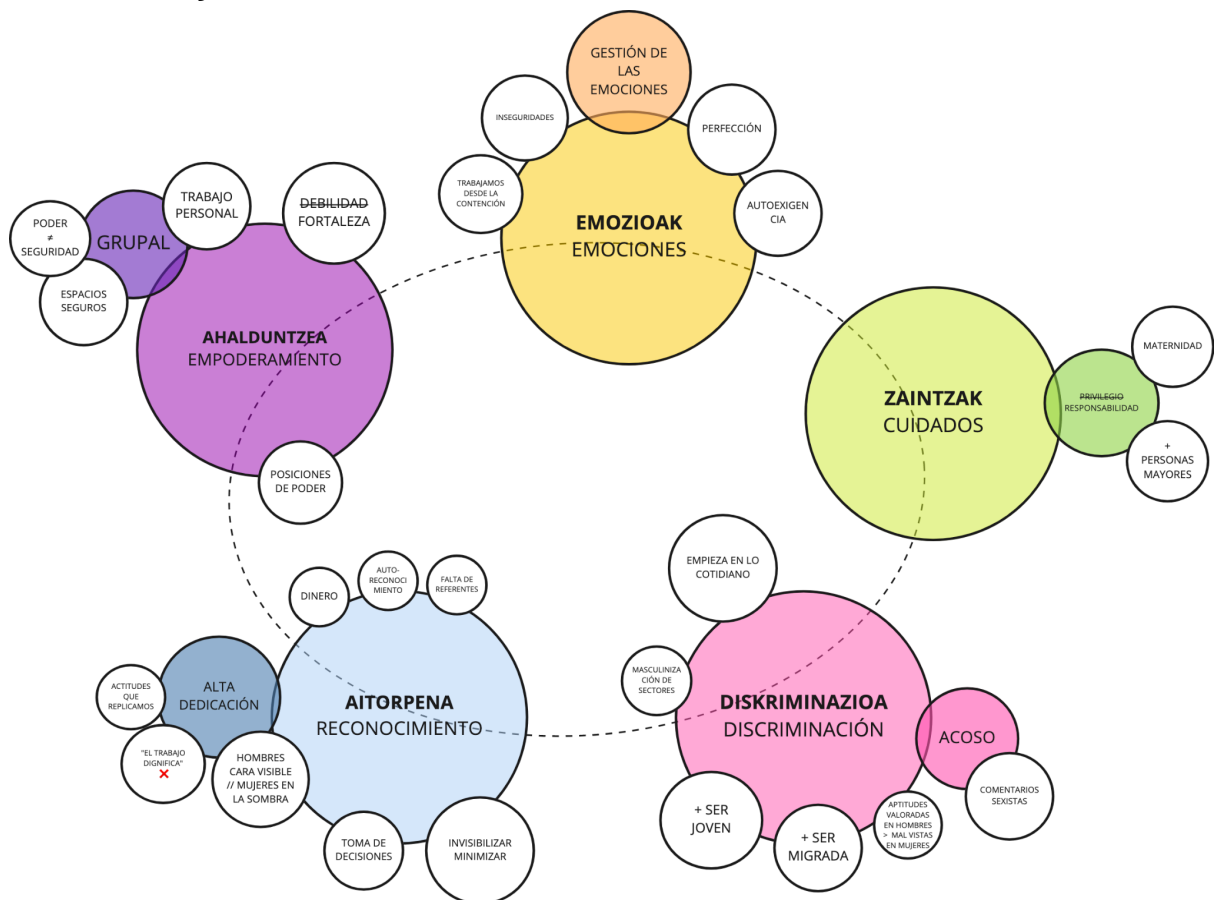 GESTIÓN DE
LAS
EMOCIONES
INSEGURIDADES
PERFECCIÓN
TRABAJAMOS
DESDE LA
CONTENCIÓN
AUTOEXIGEN
CIA
EMOZIOAK
EMOCIONES
PODER
≠
SEGURIDAD
GRUPAL
TRABAJO
PERSONAL
DEBILIDAD
FORTALEZA
ESPACIOS
SEGUROS
AHALDUNTZEA
EMPODERAMIENTO
POSICIONES
DE PODER
ZAINTZAK
CUIDADOS
PRIVILEGIO
RESPONSABILIDAD
MATERNIDAD
+
PERSONAS
MAYORES
DINERO
AUTO-
RECONOCI
MIENTO
FALTA DE
REFERENTES
ALTA
DEDICACIÓN
ACTITUDES
QUE
REPLICAMOS
"EL TRABAJO
DIGNIFICA"
❌
HOMBRES
CARA VISIBLE
// MUJERES EN
LA SOMBRA
AITORPENA
RECONOCIMIENTO
TOMA DE
DECISIONES
INVISIBILIZAR
MINIMIZAR
EMPIEZA EN LO
COTIDIANO
MASCULINIZA
CIÓN DE
SECTORES
DISKRIMINAZIOA
DISCRIMINACIÓN
ACOSO
COMENTARIOS
SEXISTAS
+ SER
JOVEN
+ SER
MIGRADA
APTITUDES
VALORADAS
EN HOMBRES
> MAL VISTAS
EN MUJERES